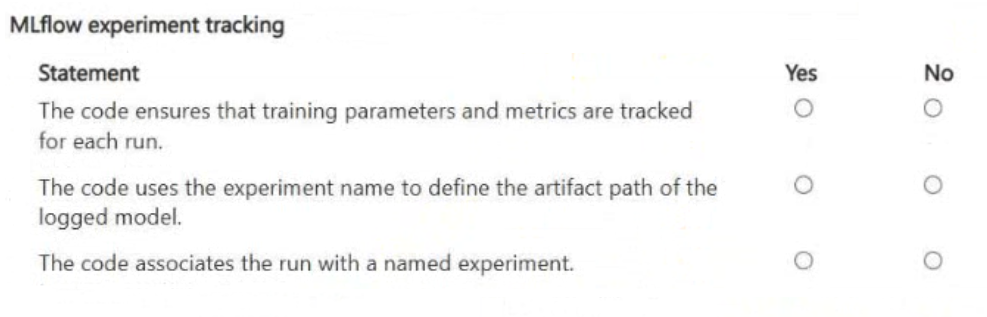 MLflow experiment tracking
Statement Yes No
The code ensures that training parameters and metrics are tracked
for each run.
The code uses the experiment name to define the artifact path of the
logged model.
The code associates the run with a named experiment.